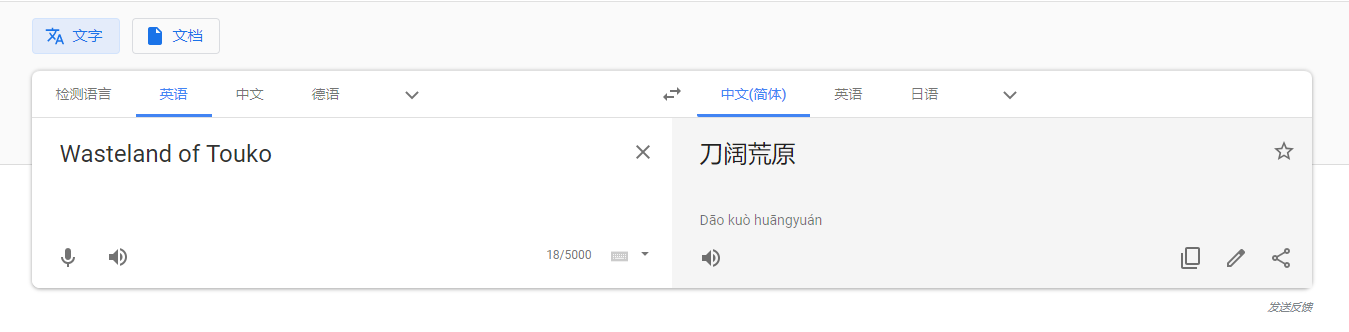 文字 文档
检测语言 英语 中文 德语 中文(简体) 英语 日语
Wasteland of Touko 刀阔荒原
Dāo kuò huāngyuán
18/5000
发送反馈